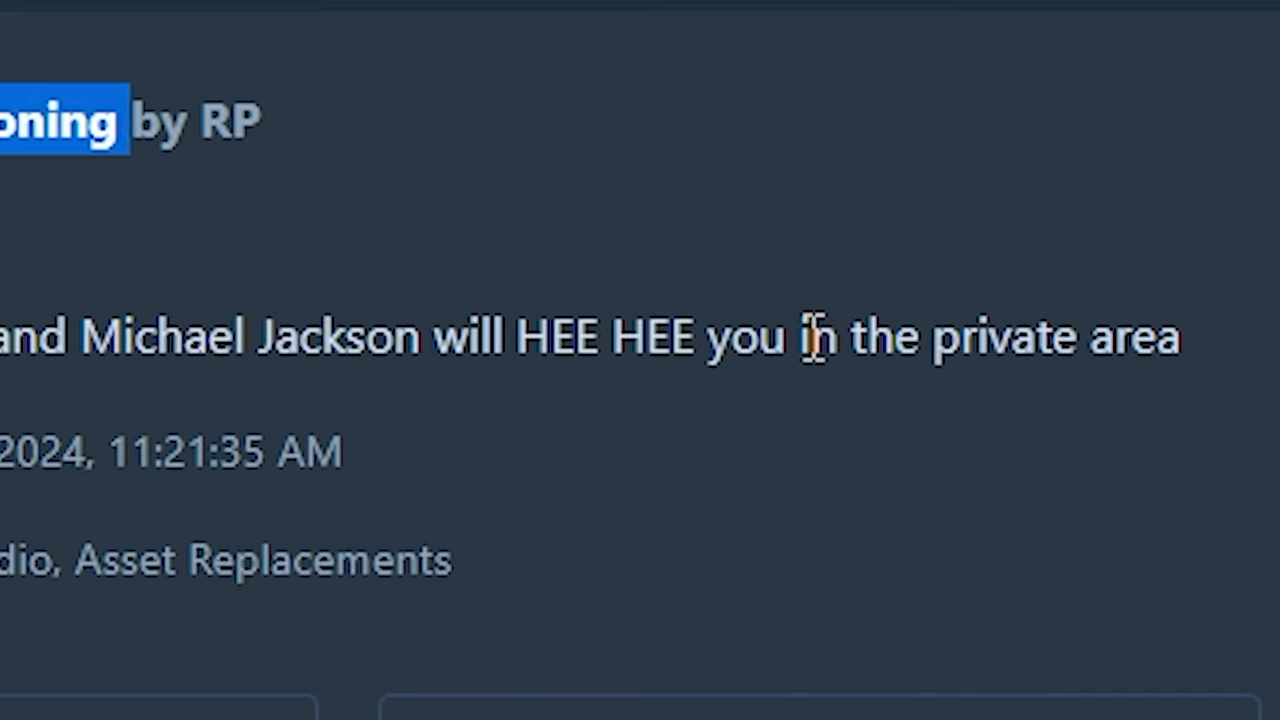 oning by RP
and Michael Jackson will HEE HEE you in the private area
2024, 11:21:35 AM
dio, Asset Replacements